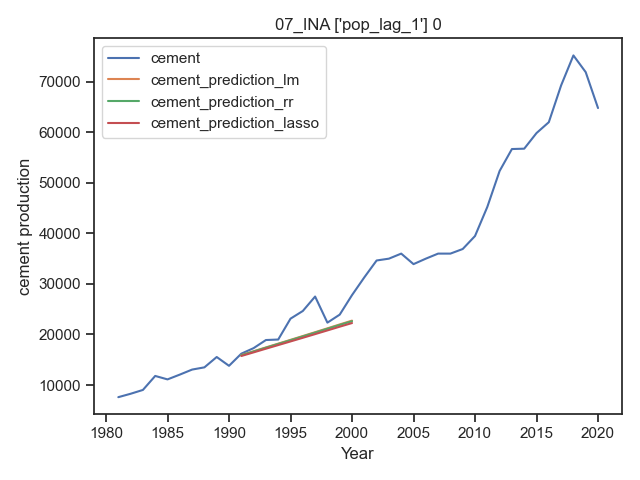 07_INA ['pop_lag_1'] 0
cement
cement_prediction_lm
cement_prediction_rr
cement_prediction_lasso
cement production
70000
60000
50000
40000
30000
20000
10000
1980 1985 1990 1995 2000 2005 2010 2015 2020
Year